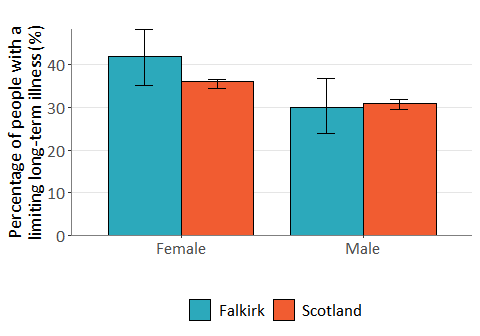 Percentage of people with a
limiting long-term illness (%)
40
30
20
10
0
Female
Male
Falkirk
Scotland